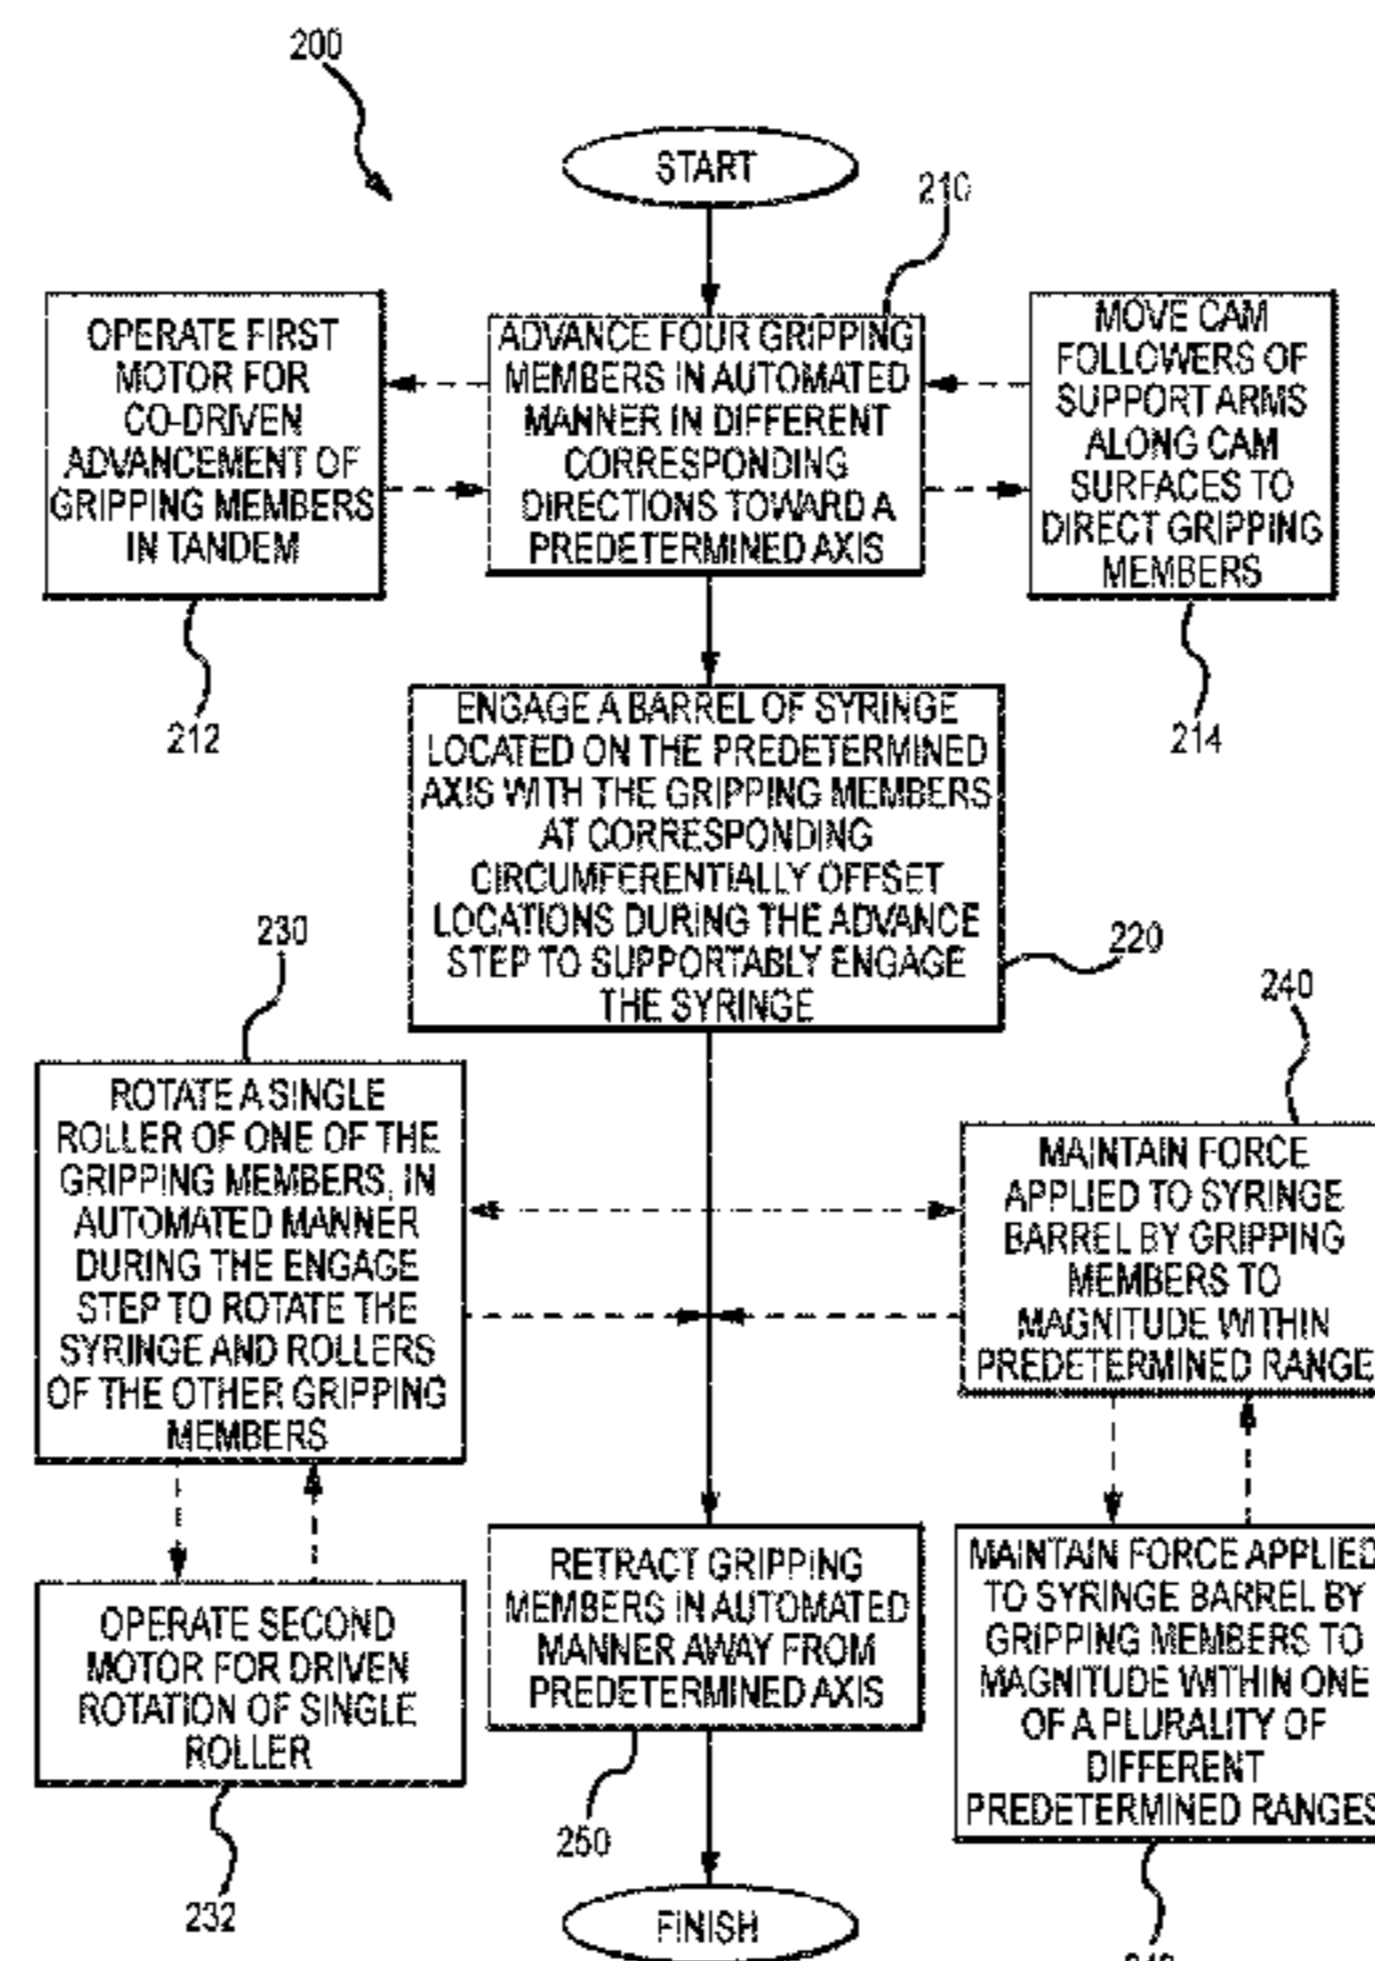 200
START
210
OPERATE FIRST
MOTOR FOR
CO-DRIVEN
ADVANCEMENT OF
GRIPPING MEMBERS
IN TANDEM
ADVANCE FOUR GRIPPING
MEMBERS IN AUTOMATED
MANNER IN DIFFERENT
CORRESPONDING
DIRECTIONS TOWARD A
PREDETERMINED AXIS
MOVE CAM
FOLLOWERS OF
SUPPORT ARMS
ALONG CAM
SURFACES TO
DIRECT GRIPPING
MEMBERS
212
214
ENGAGE A BARREL OF SYRINGE
LOCATED ON THE PREDETERMINED
AXIS WITH THE GRIPPING MEMBERS
AT CORRESPONDING
CIRCUMFERENTIALLY OFFSET
LOCATIONS DURING THE ADVANCE
STEP TO SUPPORTABLY ENGAGE
THE SYRINGE
220
230
240
ROTATE A SINGLE
ROLLER OF ONE OF THE
GRIPPING MEMBERS, IN
AUTOMATED MANNER
DURING THE ENGAGE
STEP TO ROTATE THE
SYRINGE AND ROLLERS
OF THE OTHER GRIPPING
MEMBERS
MAINTAIN FORCE
APPLIED TO SYRINGE
BARREL BY GRIPPING
MEMBERS TO
MAGNITUDE WITHIN
PREDETERMINED RANGE
OPERATE SECOND
MOTOR FOR DRIVEN
ROTATION OF SINGLE
ROLLER
RETRACT GRIPPING
MEMBERS IN AUTOMATED
MANNER AWAY FROM
PREDETERMINED AXIS
MAINTAIN FORCE APPLIED
TO SYRINGE BARREL BY
GRIPPING MEMBERS TO
MAGNITUDE WITHIN ONE
OF A PLURALITY OF
DIFFERENT
PREDETERMINED RANGES
250
232
FINISH